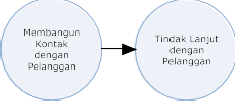 Membangun
Kontak
dengan
Pelanggan
Tindak Lanjut
dengan
Pelanggan